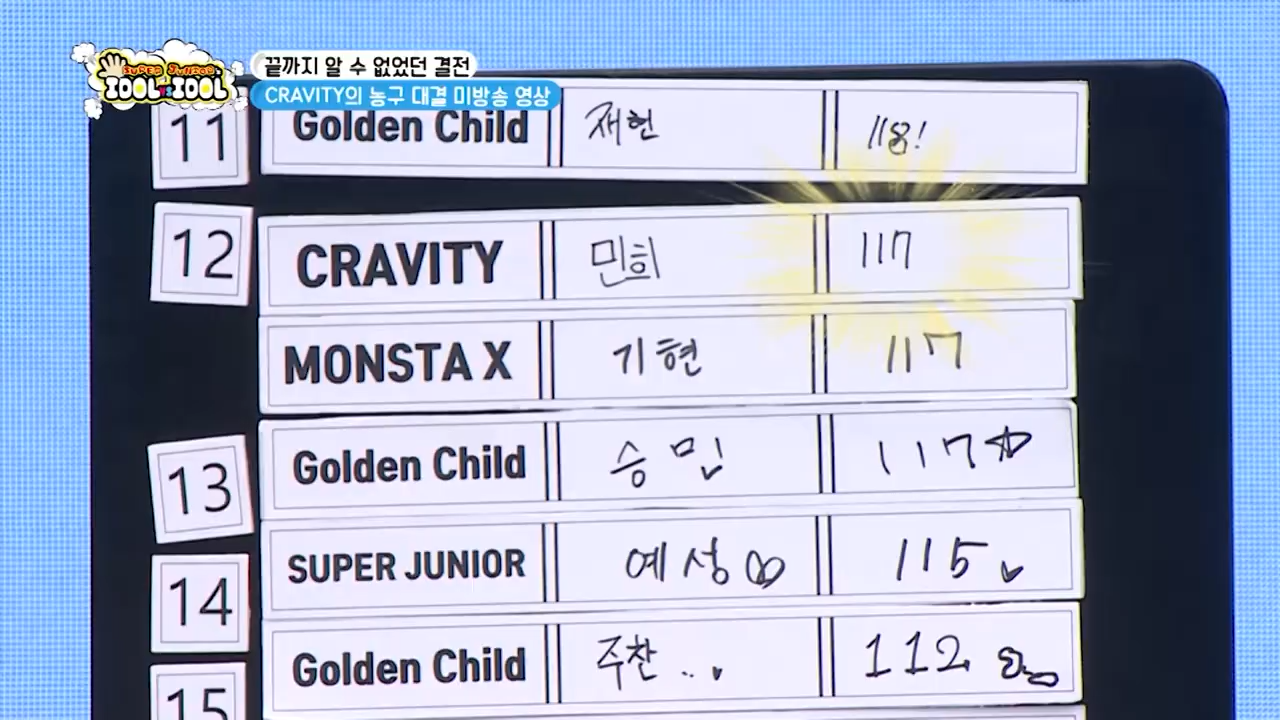 SUPER JUNIOR's
IDOL vs IDOL
끝까지 알 수 없었던 결전
CRAVITY의 농구 대결 미방송 영상
11 Golden Child 재현 118!
12 CRAVITY 민희 117
MONSTA X 기현 117
13 Golden Child 승민 117☆
SUPER JUNIOR 예성 115
14
Golden Child 주찬 . . , 112
15